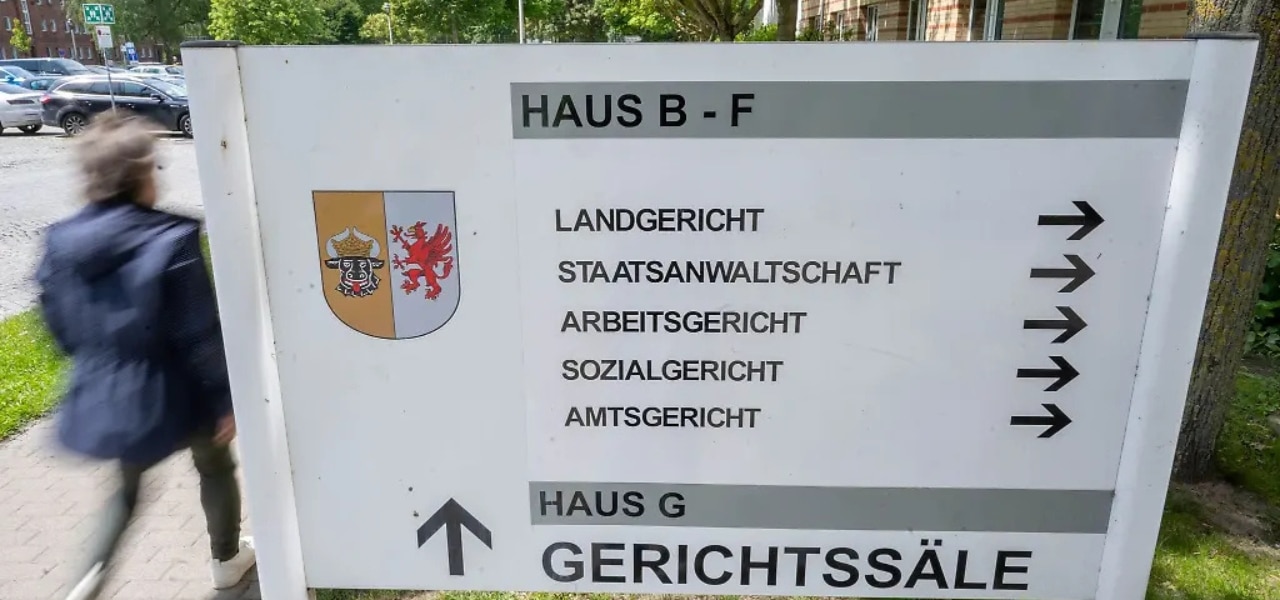 HAUS B - F
LANDGERICHT
STAATSANWALTSCHAFT
ARBEITSGERICHT
SOZIALGERICHT
AMTSGERICHT
HAUS G
GERICHTSSÄLE